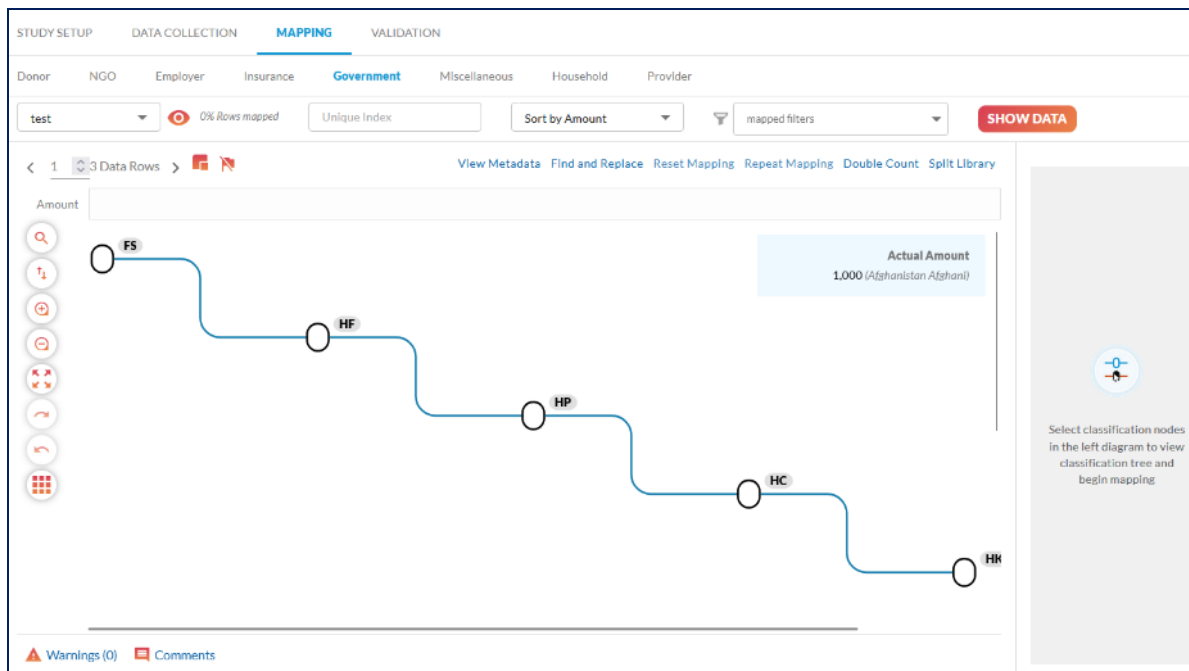 STUDY SETUP DATA COLLECTION MAPPING VALIDATION
Donor NGO Employer Insurance Government Miscellaneous Household Provider
test 0% Rows mapped Unique Index Sort by Amount mapped filters SHOW DATA
1 3 Data Rows View Metadata Find and Replace Reset Mapping Repeat Mapping Double Count Split Library
Amount
FS
Actual Amount
1,000 (Afghanistan Afghani)
HF
HP
HC
HK
Select classification nodes
in the left diagram to view
classification tree and
begin mapping
Warnings (0) Comments